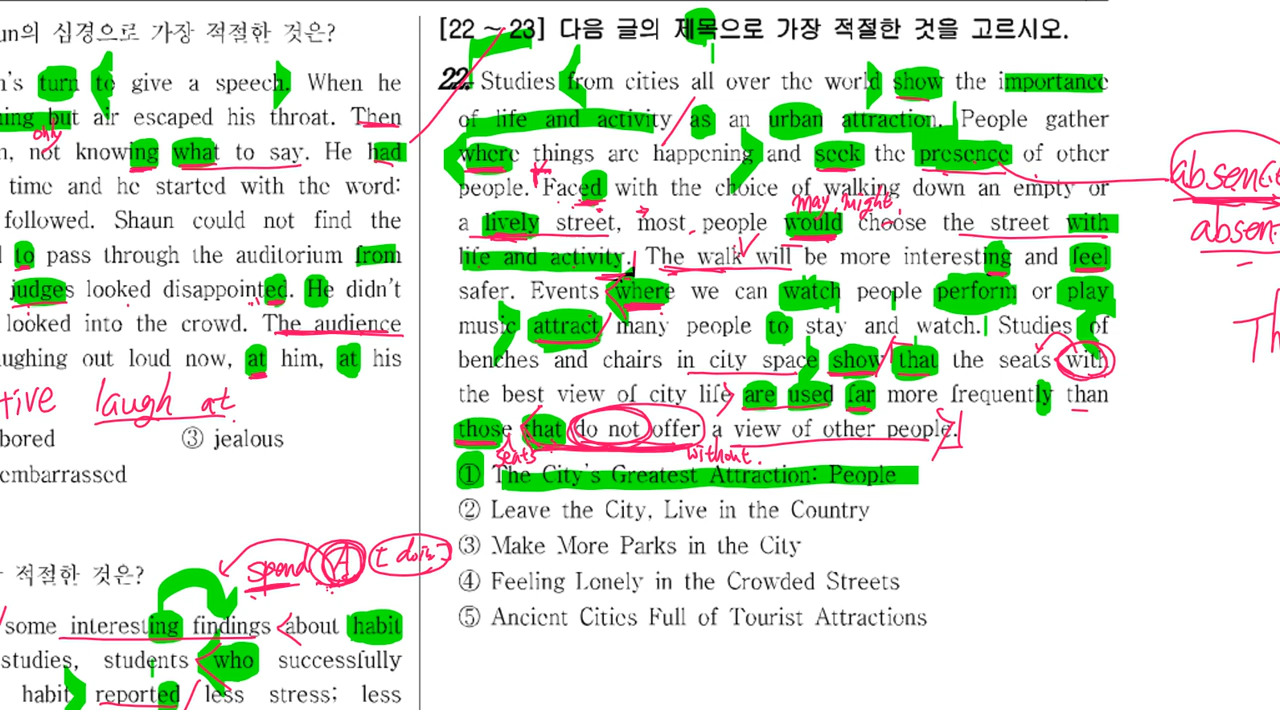 un의 심경으로 가장 적절한 것은?
n's turn to give a speech. When he
ning but air escaped his throat. Then
only
n, not knowing what to say. He had
time and he started with the word:
followed. Shaun could not find the
d to pass through the auditorium from
judges looked disappointed. He didn't
looked into the crowd. The audience
aughing out loud now, at him, at his
tive laugh at
bored ③ jealous
embarrassed
적절한 것은?
spend A [doing]
some interesting findings about habit
studies, students who successfully
habit reported less stress; less
[22 ~ 23] 다음 글의 제목으로 가장 적절한 것을 고르시오.
22. Studies from cities all over the world show the importance
of life and activity as an urban attraction. People gather
where things are happening and seek the presence of other
people. Faced with the choice of walking down an empty or
may, might.
a lively street, most people would choose the street with
life and activity. The walk will be more interesting and feel
safer. Events where we can watch people perform or play
music attract many people to stay and watch. Studies of
benches and chairs in city space show that the seats with
the best view of city life are used far more frequently than
those that do not offer a view of other people.
seats without.
① The City's Greatest Attraction: People
② Leave the City, Live in the Country
③ Make More Parks in the City
④ Feeling Lonely in the Crowded Streets
⑤ Ancient Cities Full of Tourist Attractions
absence
absen
Th